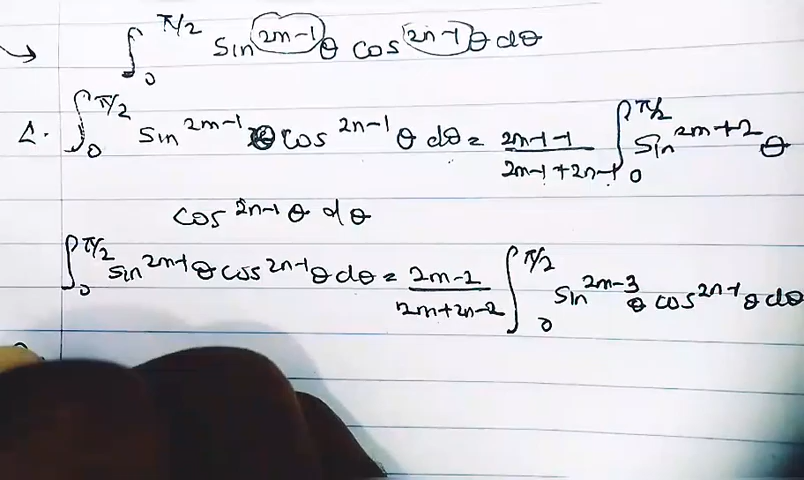 → ∫₀^π/2 sin^2m-1 θ cos^2n-1 θ dθ
L. ∫₀^π/2 sin^2m-1 θ cos^2n-1 θ dθ = (2m-1-1)/(2m-1+2n-1) ∫₀^π/2 sin^2m+2 θ
cos^2n-1 θ dθ
∫₀^π/2 sin^2m-1 θ cos^2n-1 θ dθ = (2m-2)/(2m+2n-2) ∫₀^π/2 sin^2m-3 θ cos^2n-1 θ dθ